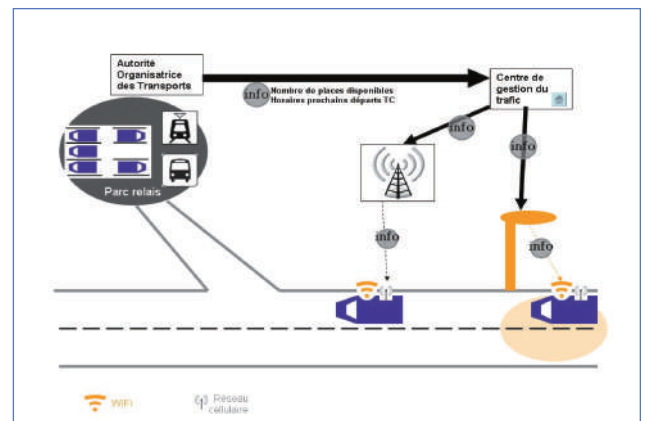 Autorité
Organisatrice
des Transports
info
Nombre de places disponibles
Horaires prochains départs TC
Centre de
gestion du
trafic
info
info
Parc relais
info
info
WiFi
Réseau
cellulaire